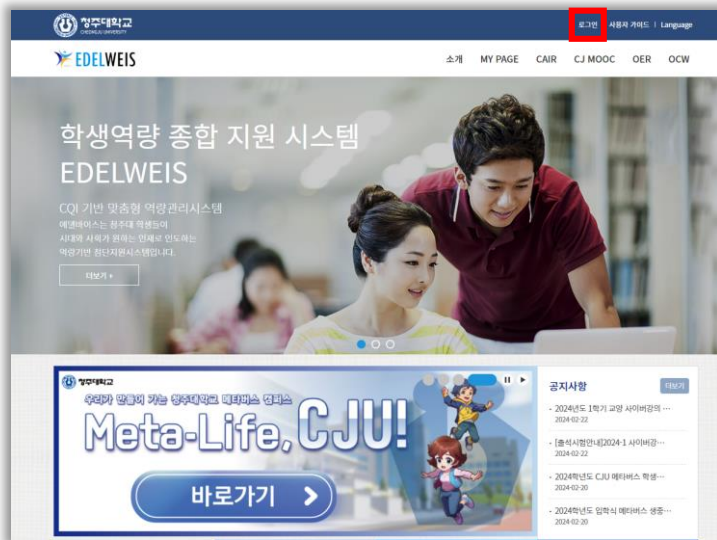 청주대학교
CHEONGJU UNIVERSITY
로그인 사용자 가이드 | Language
EDELWEIS
소개 MY PAGE CAIR CJ MOOC OER OCW
학생역량 종합 지원 시스템
EDELWEIS
CQI 기반 맞춤형 역량관리시스템
에델바이스는 청주대 학생들이
시대와 사회가 원하는 인재로 인도하는
역량기반 첨단지원시스템입니다.
더보기 ▸
청주대학교
우리가 만들어 가는 청주대학교 메타버스 캠퍼스
Meta-Life, CJU!
바로가기 >
공지사항 더보기
· 2024년도 1학기 교양 사이버강의 …
2024-02-22
· [출석시험안내]2024-1 사이버강…
2024-02-22
· 2024학년도 CJU 메타버스 학생…
2024-02-20
· 2024학년도 입학식 메타버스 생중…
2024-02-20